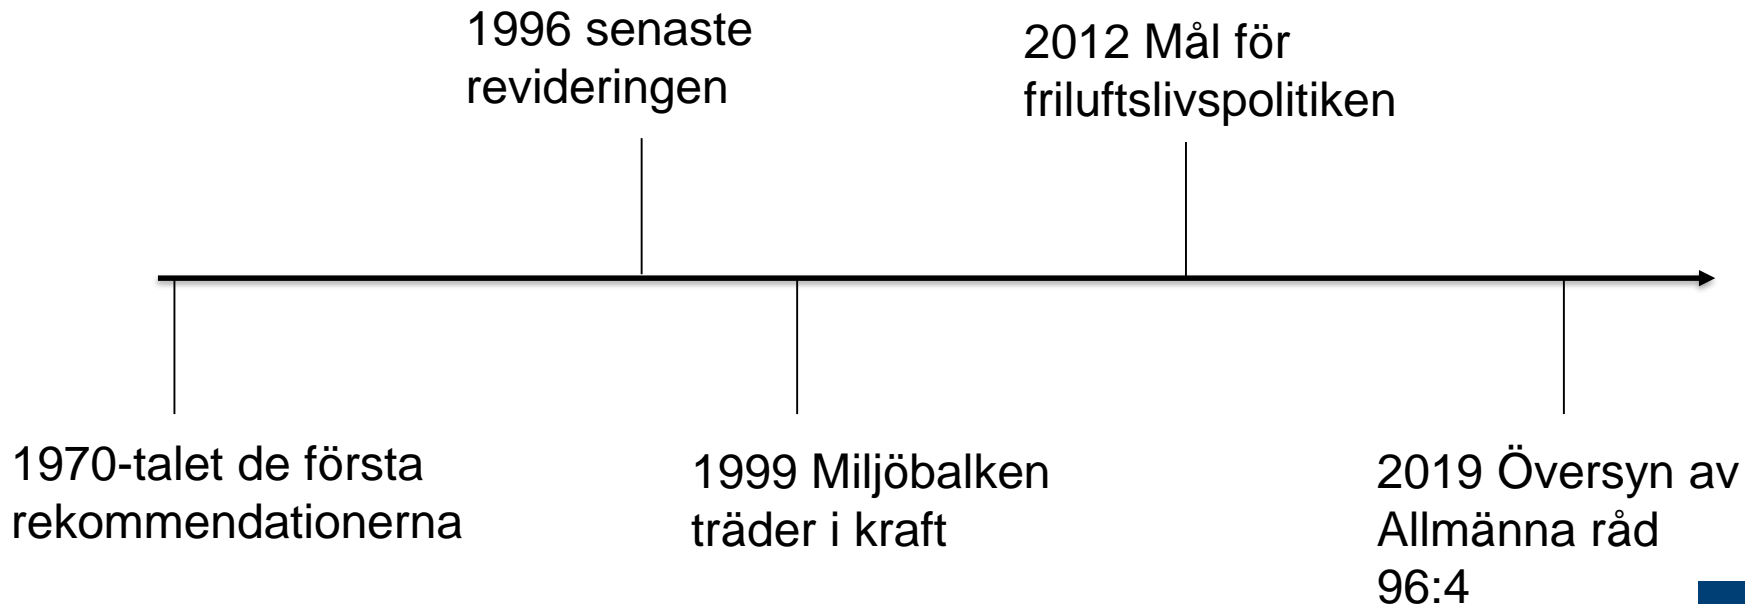 1996 senaste
revideringen
2012 Mål för
friluftslivspolitiken
1970-talet de första
rekommendationerna
1999 Miljöbalken
träder i kraft
2019 Översyn av
Allmänna råd
96:4